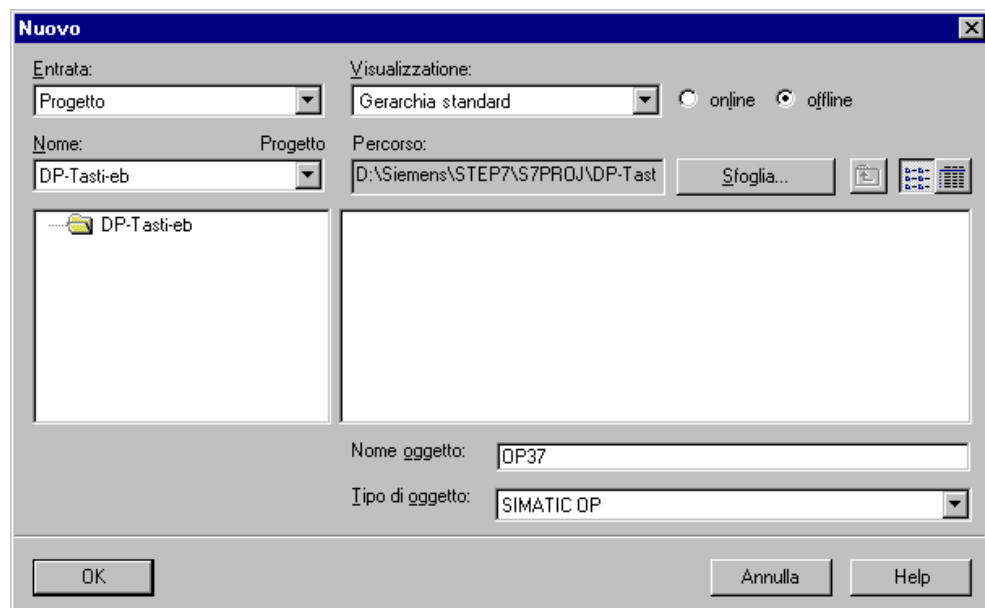 Nuovo
Entrata: Visualizzatione:
Progetto Gerarchia standard online offline
Nome: Progetto Percorso:
DP-Tasti-eb D:\Siemens\STEP7\S7PROJ\DP-Tast Sfoglia...
DP-Tasti-eb
Nome oggetto: OP37
Tipo di oggetto: SIMATIC OP
OK Annulla Help